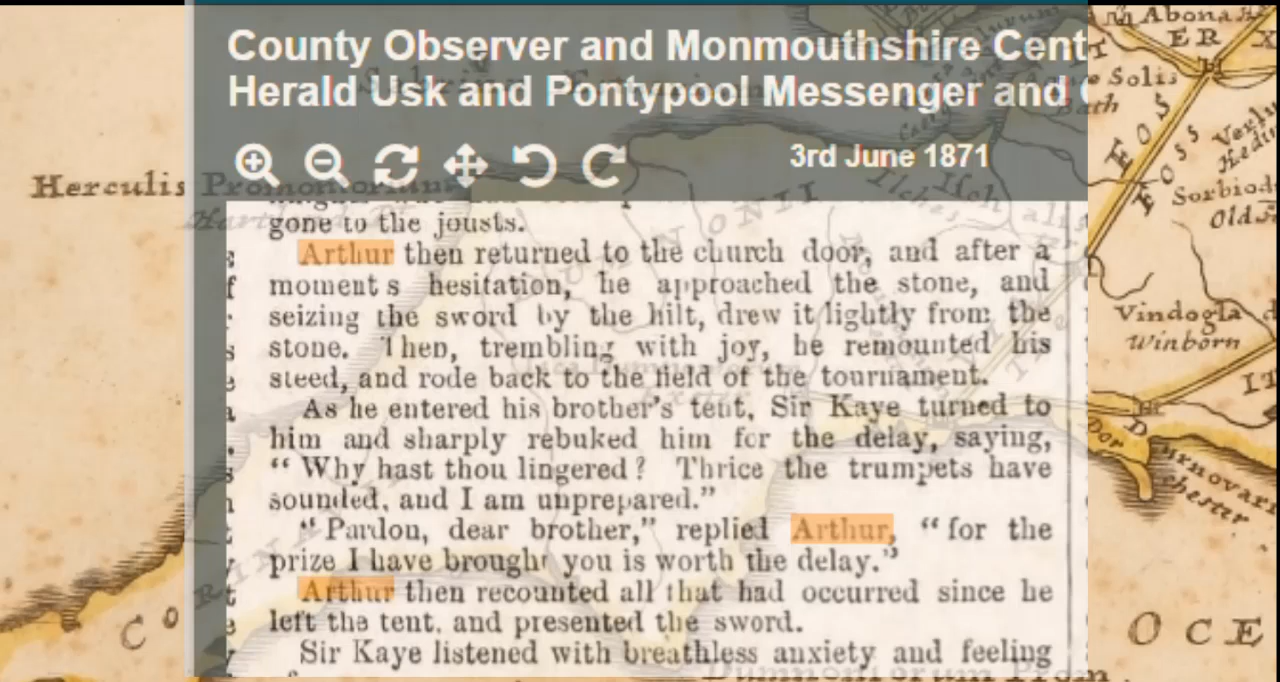 County Observer and Monmouthshire Cent
Herald Usk and Pontypool Messenger and
3rd June 1871
gone to the jousts.
Arthur then returned to the church door, and after a
moment s hesitation, he approached the stone, and
seizing the sword by the hilt, drew it lightly from the
stone. Then, trembling with joy, he remounted his
steed, and rode back to the field of the tournament.
As he entered his brother's tent, Sir Kaye turned to
him and sharply rebuked him for the delay, saying,
“ Why hast thou lingered ? Thrice the trumpets have
sounded, and I am unprepared.”
“ Pardon, dear brother,” replied Arthur, “ for the
prize I have brought you is worth the delay.”
Arthur then recounted all that had occurred since he
left the tent, and presented the sword.
Sir Kaye listened with breathless anxiety and feeling
Herculis Promontorium
Abona
Solis
Bath
FOSS
Sorbiod
Old
Vindogla
Winborn
Dor
chester
CO
OCE